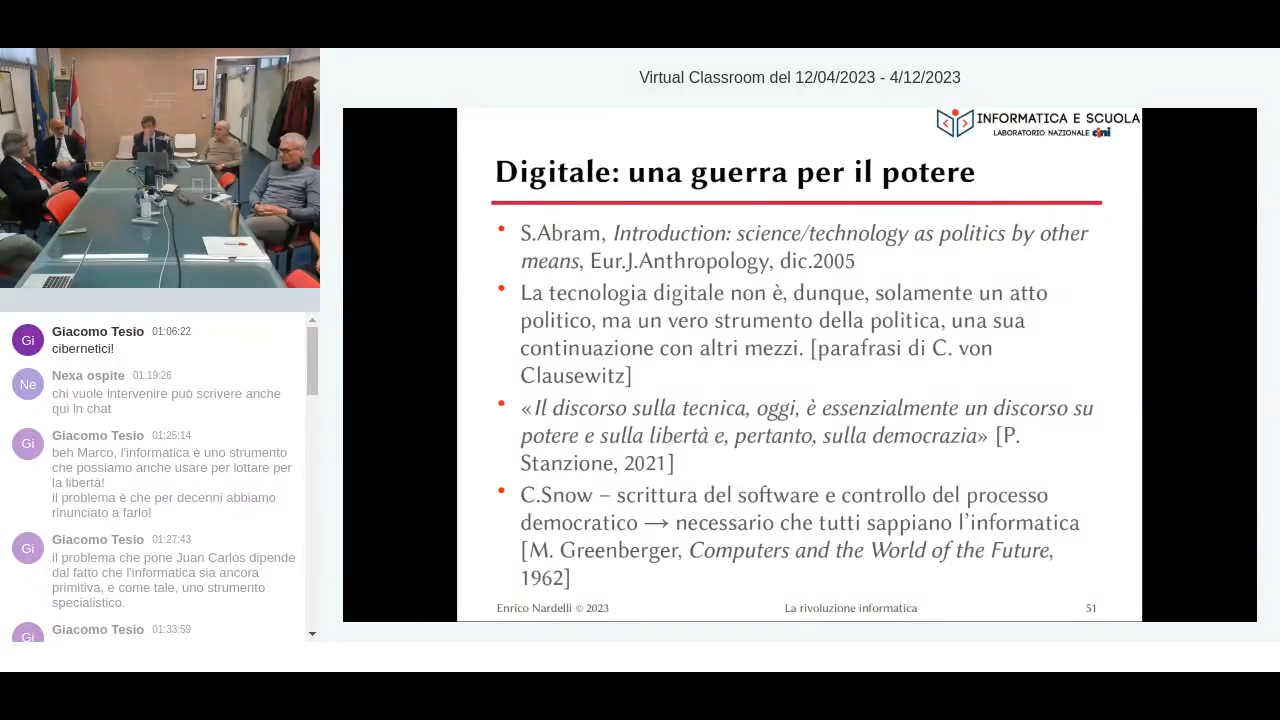 Virtual Classroom del 12/04/2023 - 4/12/2023
INFORMATICA E SCUOLA
LABORATORIO NAZIONALE cini
Digitale: una guerra per il potere
• S.Abram, Introduction: science/technology as politics by other
means, Eur.J.Anthropology, dic.2005
• La tecnologia digitale non è, dunque, solamente un atto
politico, ma un vero strumento della politica, una sua
continuazione con altri mezzi. [parafrasi di C. von
Clausewitz]
• «Il discorso sulla tecnica, oggi, è essenzialmente un discorso su
potere e sulla libertà e, pertanto, sulla democrazia» [P.
Stanzione, 2021]
• C.Snow – scrittura del software e controllo del processo
democratico → necessario che tutti sappiano l’informatica
[M. Greenberger, Computers and the World of the Future,
1962]
Enrico Nardelli © 2023 La rivoluzione informatica 51
Gi Giacomo Tesio 01:06:22
cibernetici!
Ne Nexa ospite 01:19:26
chi vuole intervenire può scrivere anche
qui in chat
Gi Giacomo Tesio 01:25:14
beh Marco, l'informatica è uno strumento
che possiamo anche usare per lottare per
la libertá!
il problema è che per decenni abbiamo
rinunciato a farlo!
Gi Giacomo Tesio 01:27:43
il problema che pone Juan Carlos dipende
dal fatto che l'informatica sia ancora
primitiva, e come tale, uno strumento
specialistico.
Gi Giacomo Tesio 01:33:59